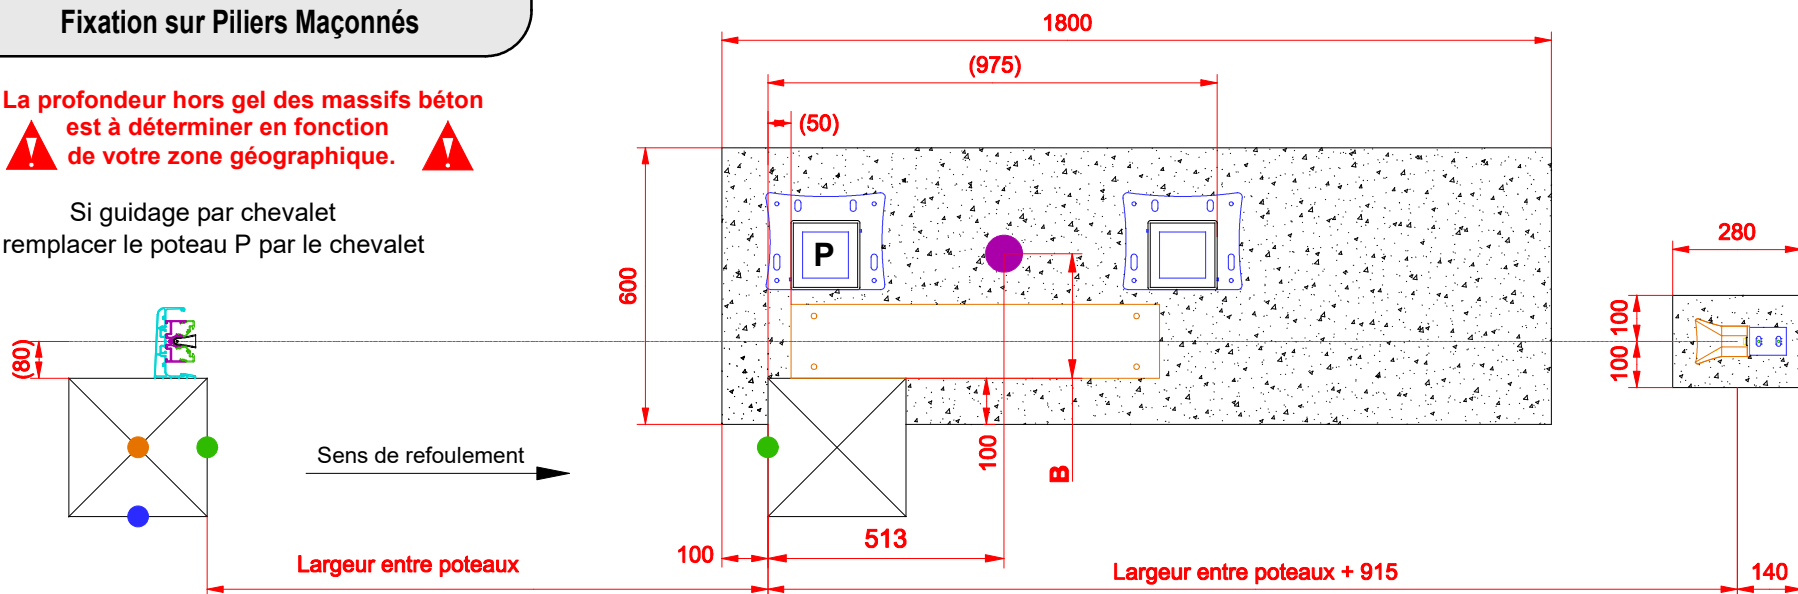 Fixation sur Piliers Maçonnés
La profondeur hors gel des massifs béton
est à déterminer en fonction
de votre zone géographique.
Si guidage par chevalet
remplacer le poteau P par le chevalet
1800
(975)
(50)
P
600
280
100
100
(80)
Sens de refoulement
100
B
513
100
Largeur entre poteaux
Largeur entre poteaux + 915
140